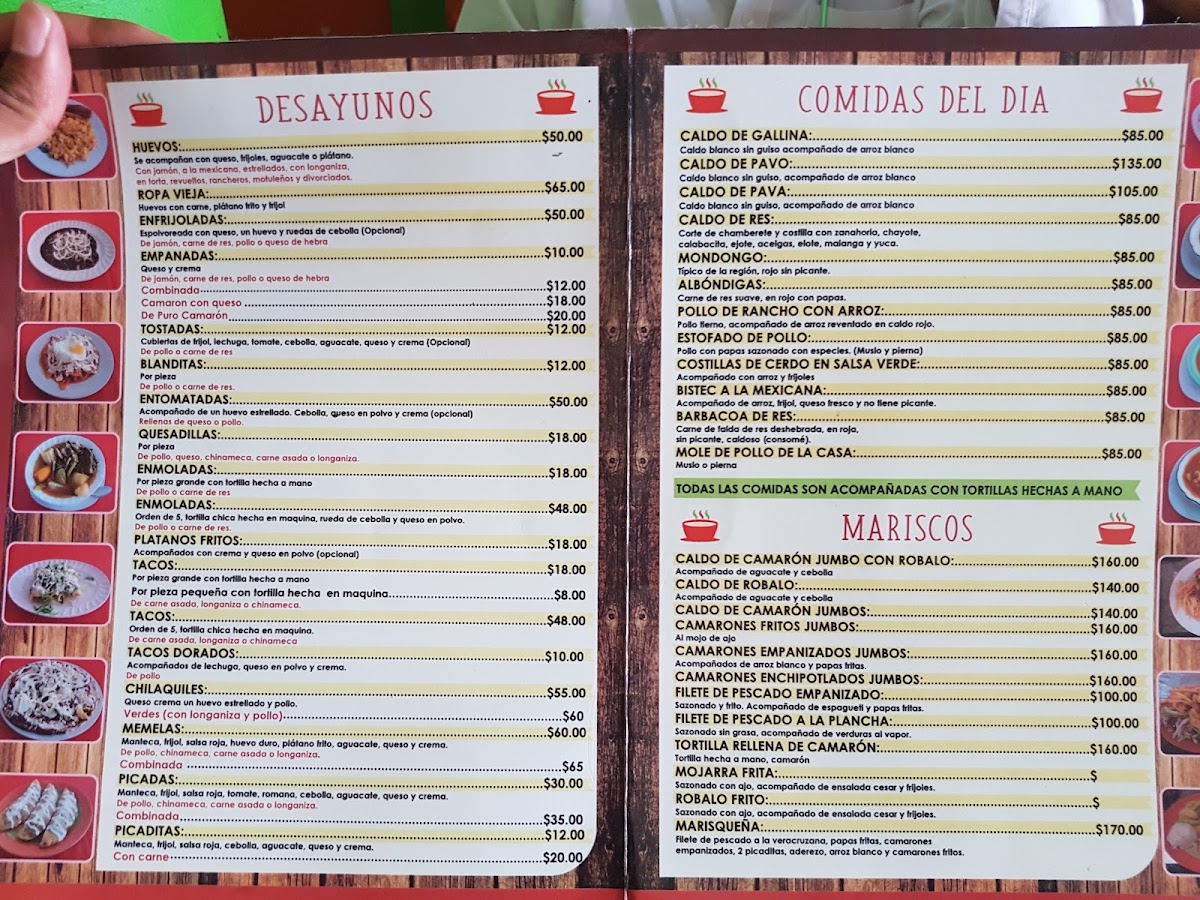 DESAYUNOS
HUEVOS:..........$50.00
Se acompañan con queso, frijoles, aguacate o plátano.
Con jamón, a la mexicana, estrellados, con longaniza,
en torta, revueltos, rancheros, motuleños y divorciados.
ROPA VIEJA:..........$65.00
Huevos con carne, plátano frito y frijol
ENFRIJOLADAS:..........$50.00
Espolvoreada con queso, un huevo y ruedas de cebolla (Opcional)
De jamón, carne de res, pollo o queso de hebra
EMPANADAS:..........$10.00
Queso y crema
De jamón, carne de res, pollo o queso de hebra
Combinada..........$12.00
Camaron con queso..........$18.00
De Puro Camarón..........$20.00
TOSTADAS:..........$12.00
Cubiertas de frijol, lechuga, tomate, cebolla, aguacate, queso y crema (Opcional)
De pollo o carne de res
BLANDITAS:..........$12.00
Por pieza
De pollo o carne de res.
ENTOMATADAS:..........$50.00
Acompañado de un huevo estrellado. Cebolla, queso en polvo y crema (opcional)
Rellenas de queso o pollo.
QUESADILLAS:..........$18.00
Por pieza
De pollo, queso, chinameca, carne asada o longaniza.
ENMOLADAS:..........$18.00
Por pieza grande con tortilla hecha a mano
De pollo o carne de res
ENMOLADAS:..........$48.00
Orden de 5, tortilla chica hecha en maquina, rueda de cebolla y queso en polvo.
De pollo o carne de res.
PLATANOS FRITOS:..........$18.00
Acompañados con crema y queso en polvo (opcional)
TACOS:..........$18.00
Por pieza grande con tortilla hecha a mano
Por pieza pequeña con tortilla hecha en maquina..........$8.00
De carne asada, longaniza o chinameca.
TACOS:..........$48.00
Orden de 5, tortilla chica hecha en maquina.
De carne asada, longaniza o chinameca
TACOS DORADOS:..........$10.00
Acompañados de lechuga, queso en polvo y crema.
De pollo
CHILAQUILES:..........$55.00
Queso crema un huevo estrellado y pollo.
Verdes (con longaniza y pollo)..........$60
MEMELAS:..........$60.00
Manteca, frijol, salsa roja, huevo duro, plátano frito, aguacate, queso y crema.
De pollo, chinameca, carne asada o longaniza.
Combinada..........$65
PICADAS:..........$30.00
Manteca, frijol, salsa roja, tomate, romana, cebolla, aguacate, queso y crema.
De pollo, chinameca, carne asada o longaniza.
Combinada..........$35.00
PICADITAS:..........$12.00
Manteca, frijol, salsa roja, cebolla, aguacate, queso y crema.
Con carne..........$20.00
COMIDAS DEL DIA
CALDO DE GALLINA:..........$85.00
Caldo blanco sin guiso acompañado de arroz blanco
CALDO DE PAVO:..........$135.00
Caldo blanco sin guiso, acompañado de arroz blanco
CALDO DE PAVA:..........$105.00
Caldo blanco sin guiso, acompañado de arroz blanco
CALDO DE RES:..........$85.00
Corte de chamberete y costilla con zanahoria, chayote,
calabacita, ejote, acelgas, elote, malanga y yuca.
MONDONGO:..........$85.00
Típico de la región, rojo sin picante.
ALBÓNDIGAS:..........$85.00
Carne de res suave, en rojo con papas.
POLLO DE RANCHO CON ARROZ:..........$85.00
Pollo tierno, acompañado de arroz reventado en caldo rojo.
ESTOFADO DE POLLO:..........$85.00
Pollo con papas sazonado con especies. (Muslo y pierna)
COSTILLAS DE CERDO EN SALSA VERDE:..........$85.00
Acompañado con arroz y frijoles
BISTEC A LA MEXICANA:..........$85.00
Acompañado de arroz, frijol, queso fresco y no tiene picante.
BARBACOA DE RES:..........$85.00
Carne de falda de res deshebrada, en roja,
sin picante, caldoso (consomé).
MOLE DE POLLO DE LA CASA:..........$85.00
Muslo o pierna
TODAS LAS COMIDAS SON ACOMPAÑADAS CON TORTILLAS HECHAS A MANO
MARISCOS
CALDO DE CAMARÓN JUMBO CON ROBALO:..........$160.00
Acompañado de aguacate y cebolla
CALDO DE ROBALO:..........$140.00
Acompañado de aguacate y cebolla
CALDO DE CAMARÓN JUMBOS:..........$140.00
CAMARONES FRITOS JUMBOS:..........$160.00
Al mojo de ajo
CAMARONES EMPANIZADOS JUMBOS:..........$160.00
Acompañados de arroz blanco y papas fritas.
CAMARONES ENCHIPOTLADOS JUMBOS:..........$160.00
FILETE DE PESCADO EMPANIZADO:..........$100.00
Sazonado y frito. Acompañado de espagueti y papas fritas.
FILETE DE PESCADO A LA PLANCHA:..........$100.00
Sazonado sin grasa, acompañado de verduras al vapor.
TORTILLA RELLENA DE CAMARÓN:..........$160.00
Tortilla hecha a mano, camarón
MOJARRA FRITA:..........$
Sazonado con ajo, acompañado de ensalada cesar y frijoles.
ROBALO FRITO:..........$
Sazonado con ajo, acompañado de ensalada cesar y frijoles.
MARISQUEÑA:..........$170.00
Filete de pescado a la veracruzana, papas fritas, camarones
empanizados, 2 picaditas, aderezo, arroz blanco y camarones fritos.